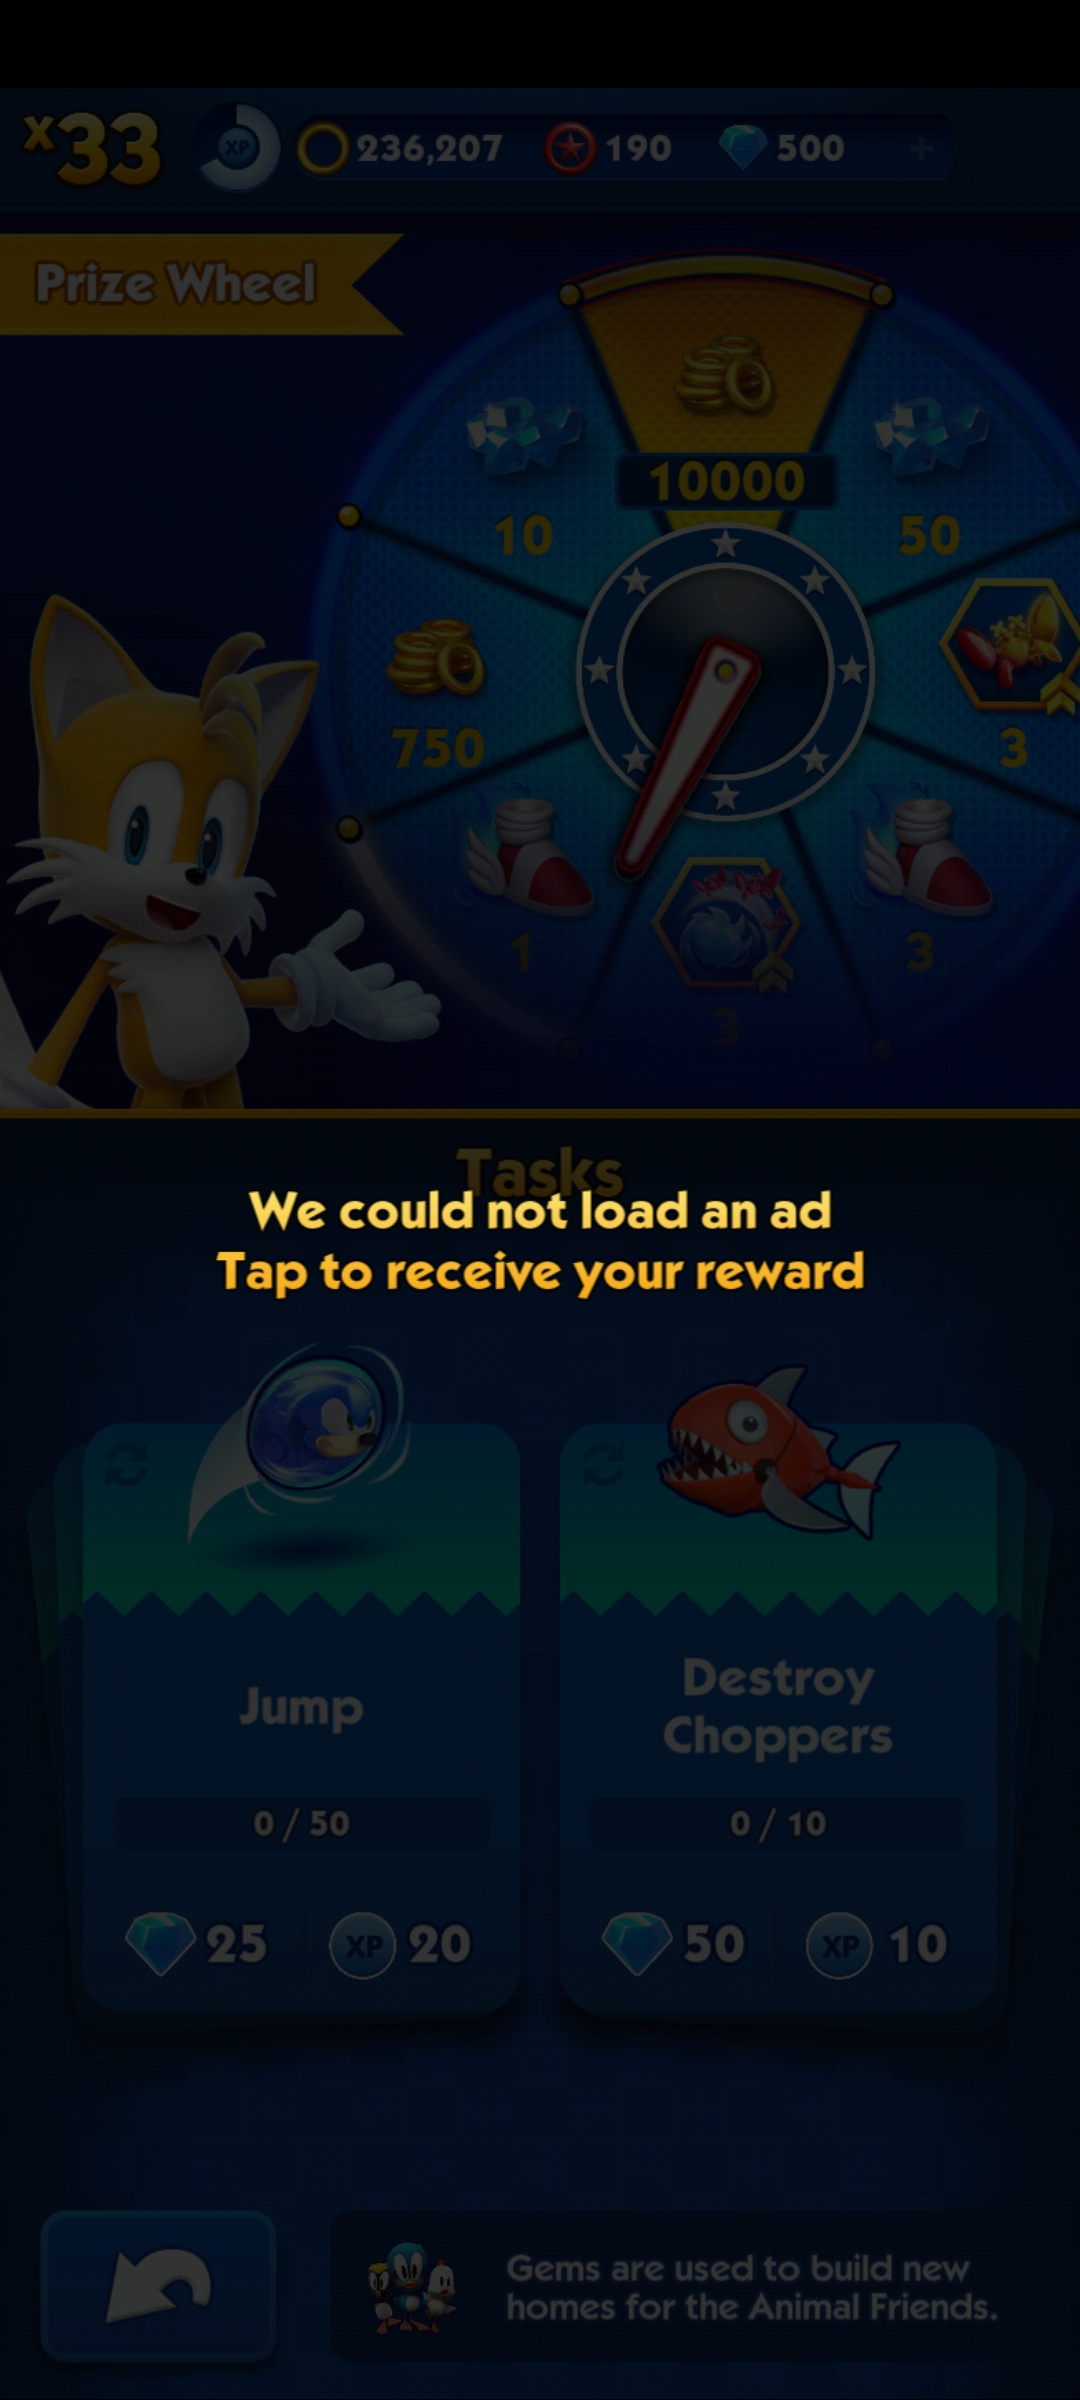 x33 XP 236,207 190 500 +
Prize Wheel
10000
10
50
750
3
1
3
3
Tasks
We could not load an ad
Tap to receive your reward
Jump
Destroy
Choppers
0 / 50
0 / 10
25 XP 20
50 XP 10
Gems are used to build new
homes for the Animal Friends.